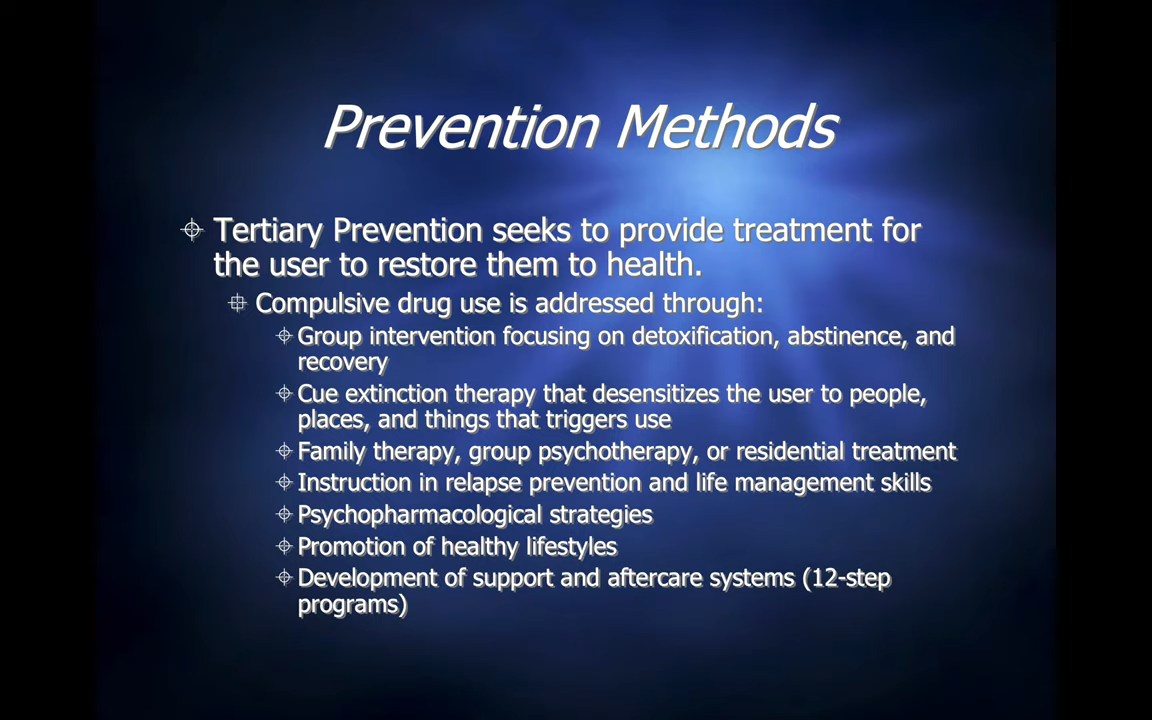 Prevention Methods
Tertiary Prevention seeks to provide treatment for
the user to restore them to health.
Compulsive drug use is addressed through:
Group intervention focusing on detoxification, abstinence, and
recovery
Cue extinction therapy that desensitizes the user to people,
places, and things that triggers use
Family therapy, group psychotherapy, or residential treatment
Instruction in relapse prevention and life management skills
Psychopharmacological strategies
Promotion of healthy lifestyles
Development of support and aftercare systems (12-step
programs)